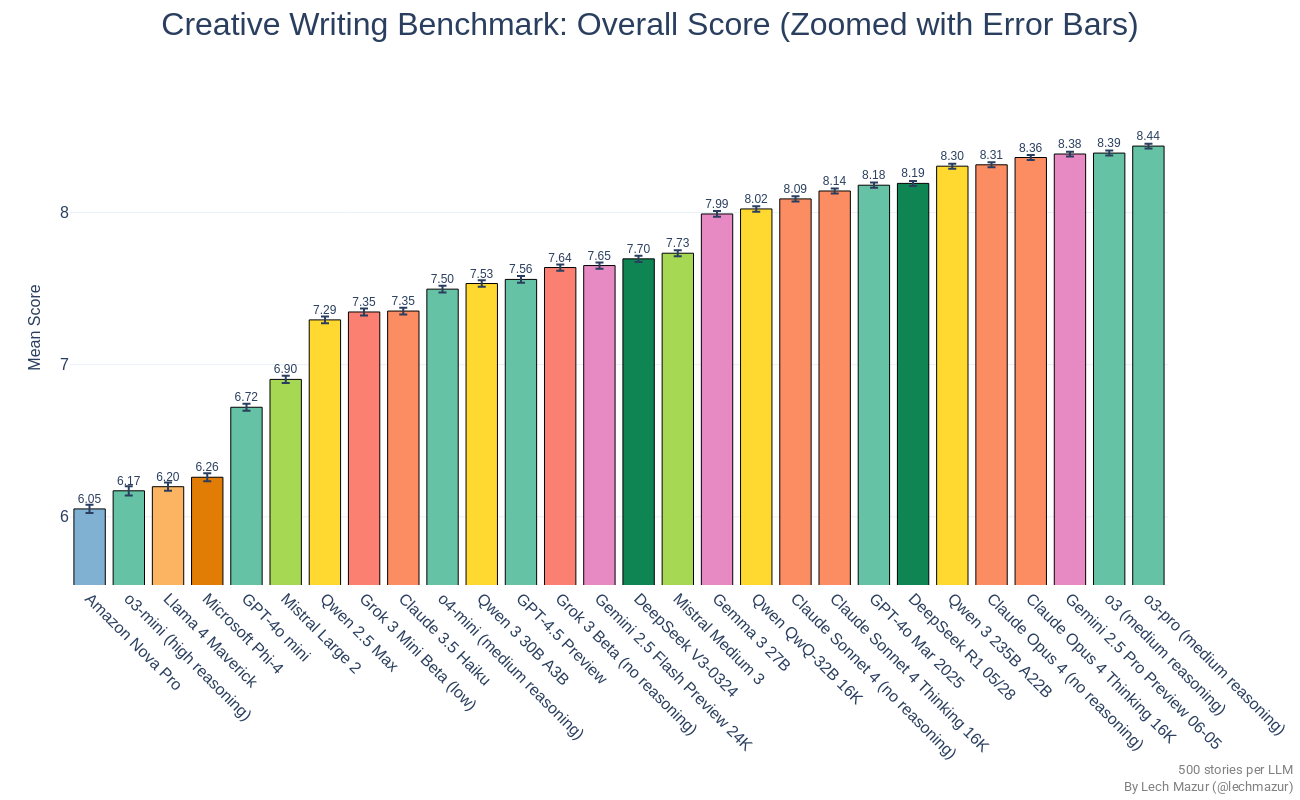 Creative Writing Benchmark: Overall Score (Zoomed with Error Bars)
Mean Score
8
7
6
6.05
6.17
6.20
6.26
6.72
6.90
7.29
7.35
7.35
7.50
7.53
7.56
7.64
7.65
7.70
7.73
7.99
8.02
8.09
8.14
8.18
8.19
8.30
8.31
8.36
8.38
8.39
8.44
Amazon Nova Pro
o3-mini (high reasoning)
Llama 4 Maverick
Microsoft Phi-4
GPT-4o mini
Mistral Large 2
Qwen 2.5 Max
Grok 3 Mini Beta (low)
Claude 3.5 Haiku
o4-mini (medium reasoning)
Qwen 3 30B A3B
GPT-4.5 Preview
Grok 3 Beta (no reasoning)
Gemini 2.5 Flash Preview 24K
DeepSeek V3-0324
Mistral Medium 3
Gemma 3 27B
Qwen QwQ-32B 16K
Claude Sonnet 4 (no reasoning)
Claude Sonnet 4 Thinking 16K
GPT-4o Mar 2025
DeepSeek R1 05/28
Qwen 3 235B A22B
Claude Opus 4 (no reasoning)
Claude Opus 4 Thinking 16K
Gemini 2.5 Pro Preview 06-05
o3 (medium reasoning)
o3-pro (medium reasoning)
500 stories per LLM
By Lech Mazur (@lechmazur)